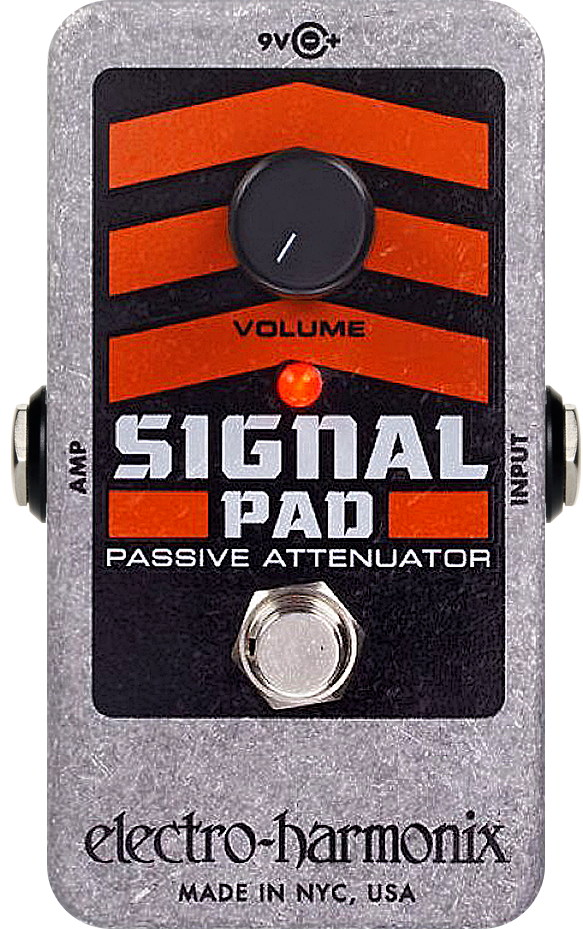 9V +
VOLUME
SIGNAL
AMP
INPUT
PAD
PASSIVE ATTENUATOR
electro-harmonix
MADE IN NYC, USA